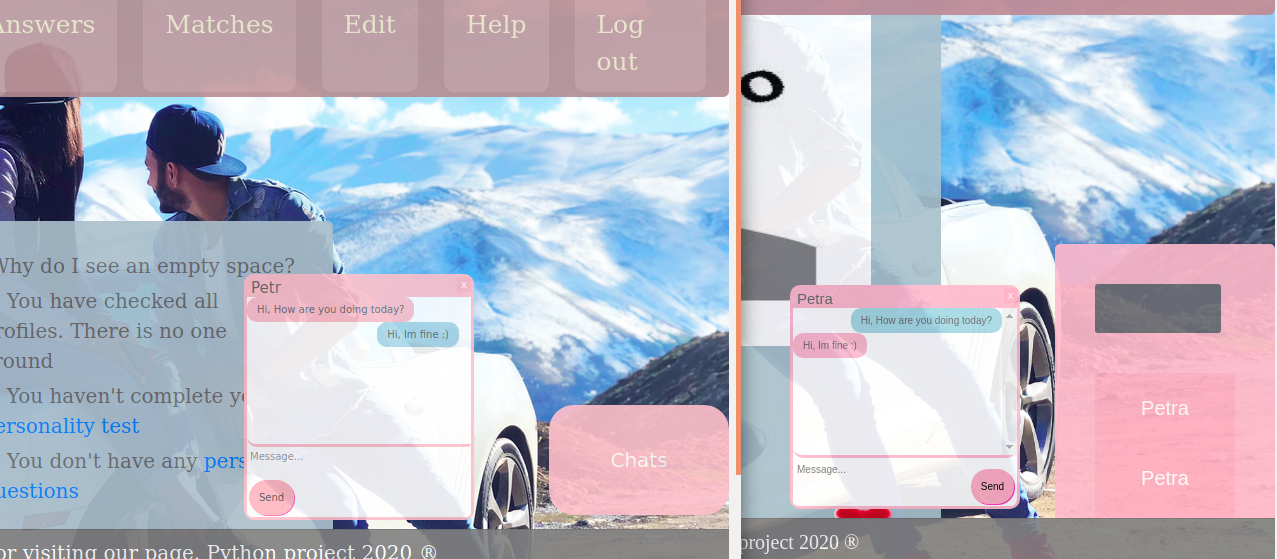 Answers
Matches
Edit
Help
Log
out
Why do I see an empty space?
You have checked all
rofiles. There is no one
round
You haven't complete y
ersonality test
You don't have any pers
uestions
Petr
x
Hi, How are you doing today?
Hi, Im fine :)
Message...
Send
Chats
or visiting our page. Python project 2020 ®
Petra
x
Hi, How are you doing today?
Hi, Im fine :)
Message...
Send
Petra
Petra
project 2020 ®